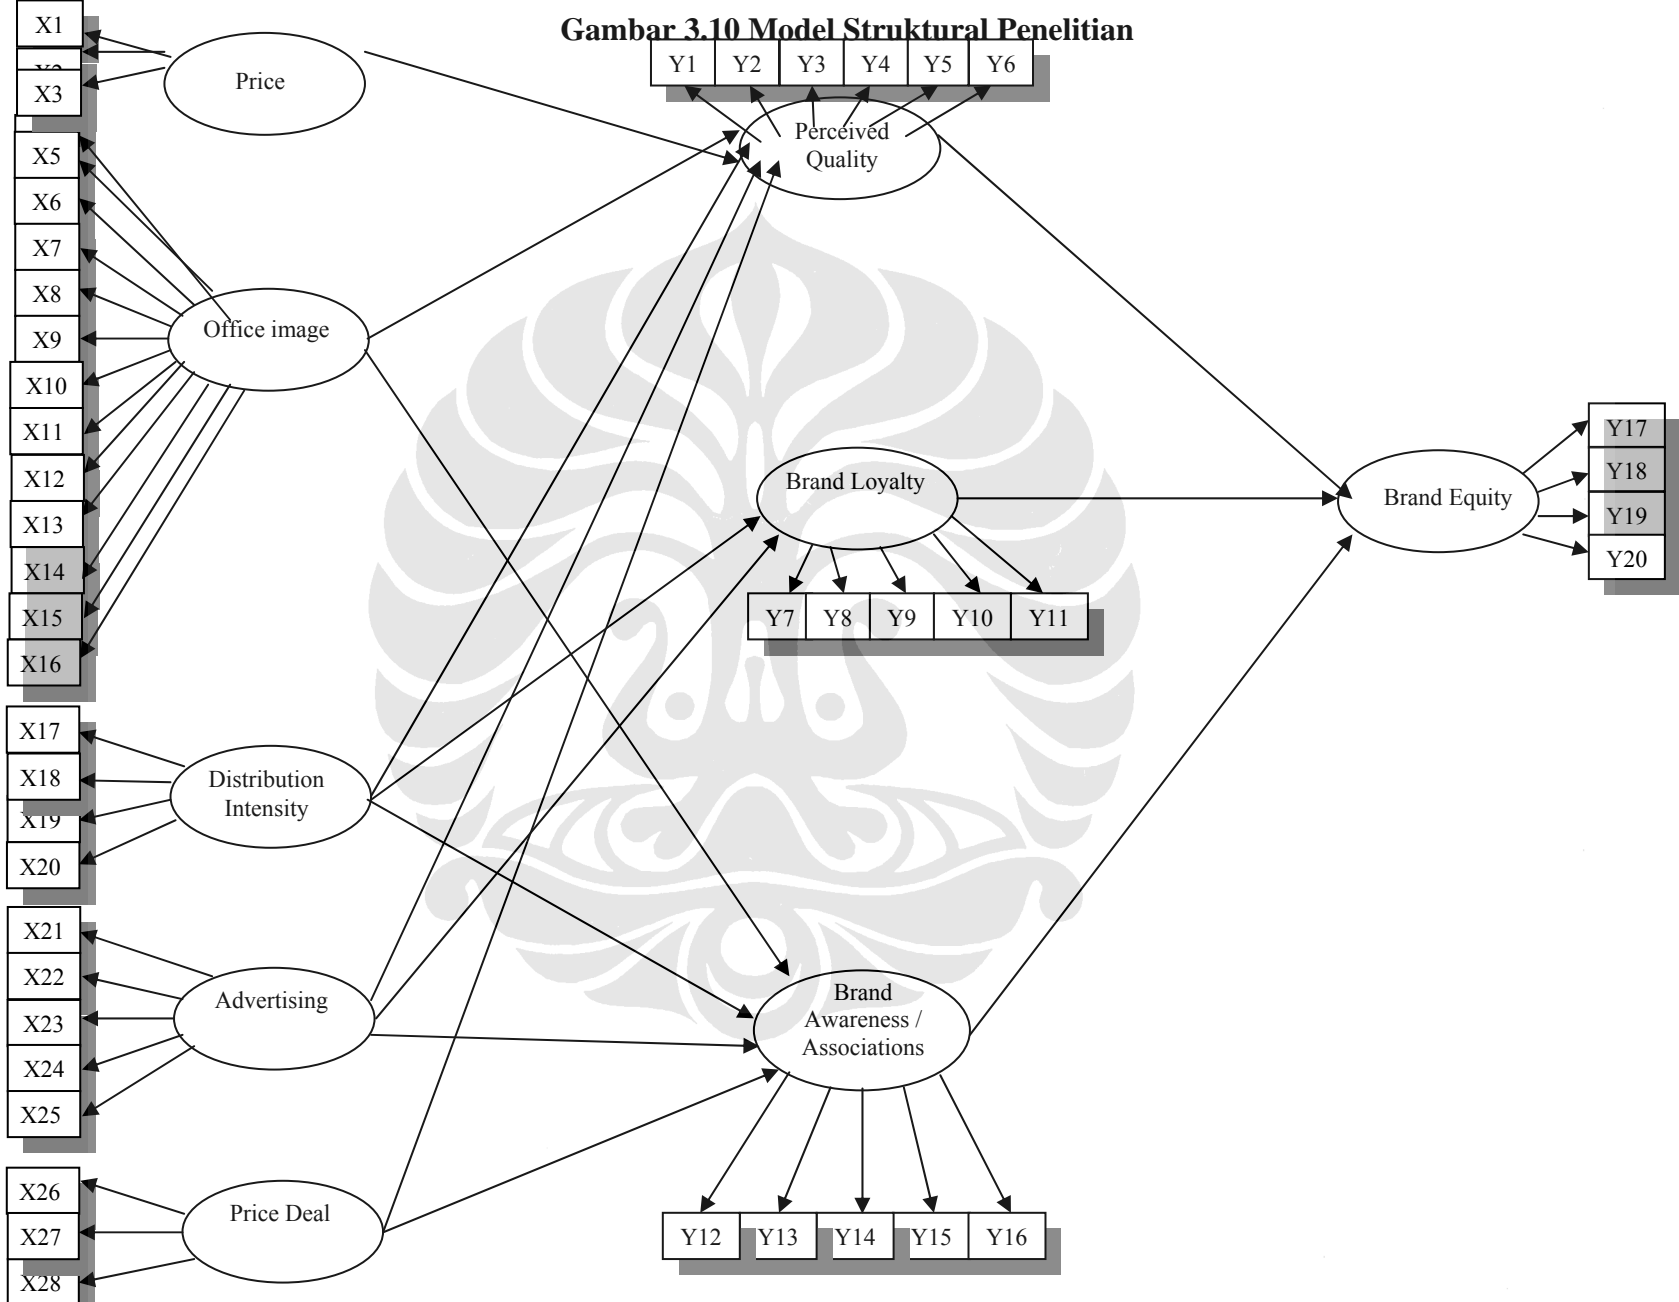 Gambar 3.10 Model Struktural Penelitian
X1
X3
Price
Y1 Y2 Y3 Y4 Y5 Y6
Perceived
Quality
X5
X6
X7
X8
X9
X10
X11
X12
X13
X14
X15
X16
Office image
Brand Loyalty
Y7 Y8 Y9 Y10 Y11
Brand Equity
Y17
Y18
Y19
Y20
X17
X18
X19
X20
Distribution
Intensity
X21
X22
X23
X24
X25
Advertising
Brand
Awareness /
Associations
Y12 Y13 Y14 Y15 Y16
X26
X27
X28
Price Deal